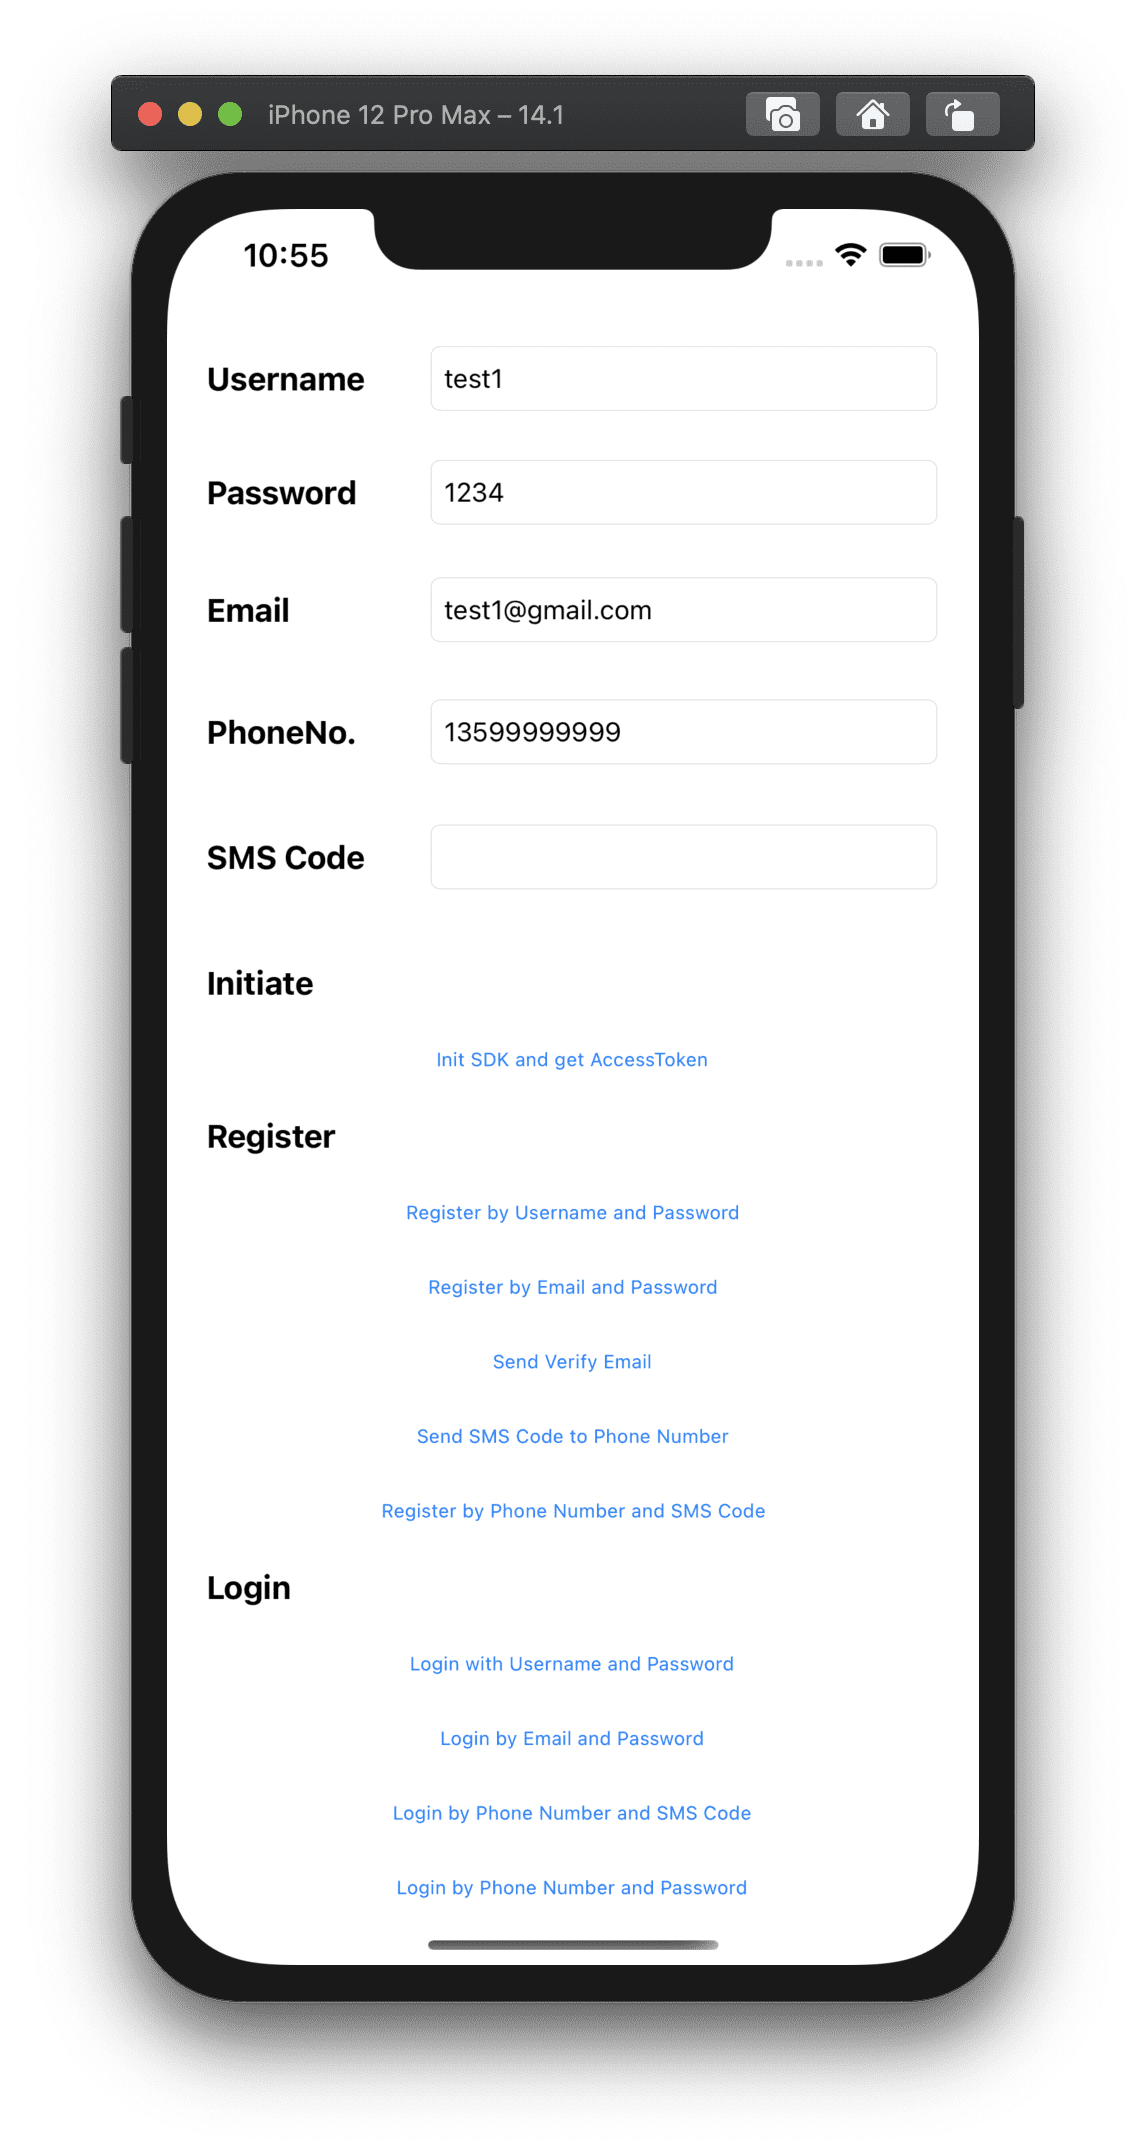 iPhone 12 Pro Max – 14.1
10:55
Username
test1
Password
1234
Email
test1@gmail.com
PhoneNo.
13599999999
SMS Code
Initiate
Init SDK and get AccessToken
Register
Register by Username and Password
Register by Email and Password
Send Verify Email
Send SMS Code to Phone Number
Register by Phone Number and SMS Code
Login
Login with Username and Password
Login by Email and Password
Login by Phone Number and SMS Code
Login by Phone Number and Password